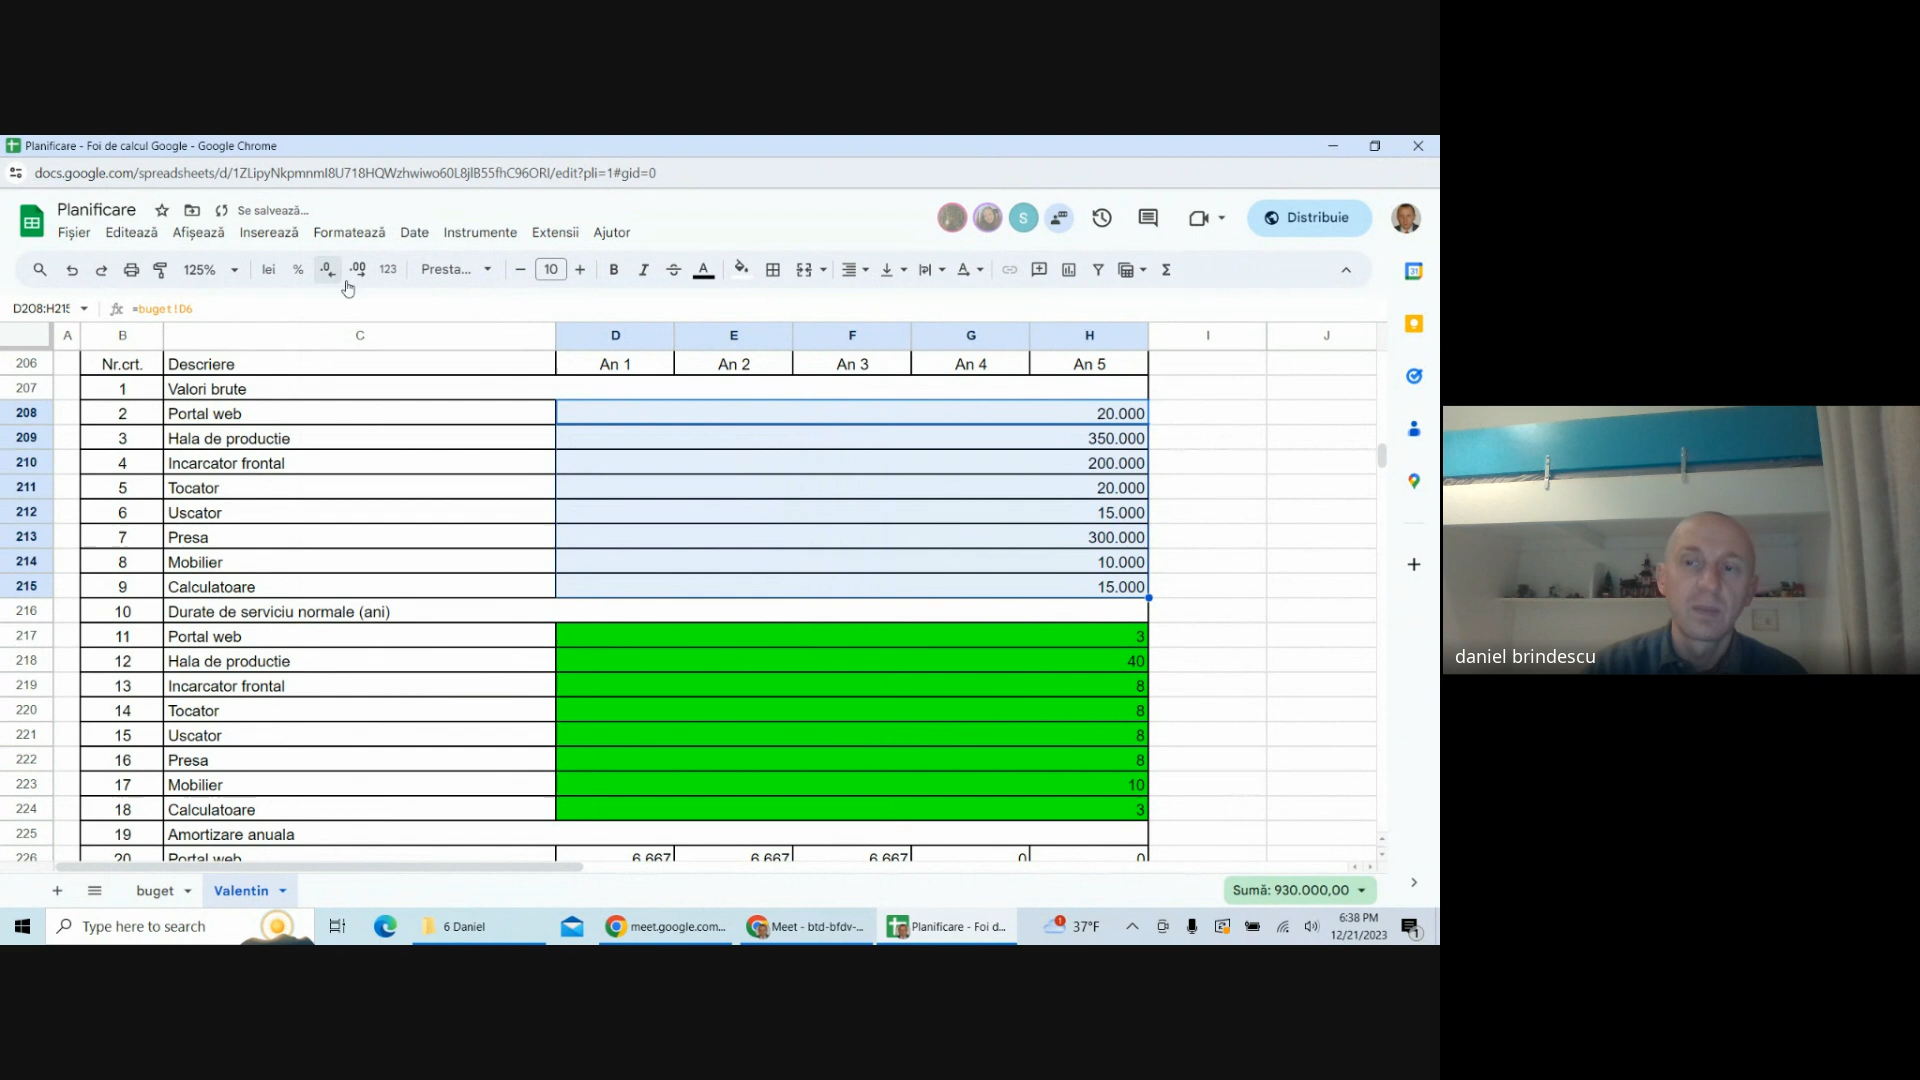 Planificare - Foi de calcul Google - Google Chrome
docs.google.com/spreadsheets/d/1ZLipyNkpmnmI8U718HQWzhwiwo60L8jlB55fhC96ORI/edit?pli=1#gid=0
Planificare Se salvează...
Fișier Editează Afișează Inserează Formatează Date Instrumente Extensii Ajutor
S
Distribuie
125% lei % .0 .00 123 Presta... 10 B I A
D208:H215 fx =buget!D6
A B C D E F G H I J
206 Nr.crt. Descriere An 1 An 2 An 3 An 4 An 5
207 1 Valori brute
208 2 Portal web 20.000
209 3 Hala de productie 350.000
210 4 Incarcator frontal 200.000
211 5 Tocator 20.000
212 6 Uscator 15.000
213 7 Presa 300.000
214 8 Mobilier 10.000
215 9 Calculatoare 15.000
216 10 Durate de serviciu normale (ani)
217 11 Portal web 3
218 12 Hala de productie 40
219 13 Incarcator frontal 8
220 14 Tocator 8
221 15 Uscator 8
222 16 Presa 8
223 17 Mobilier 10
224 18 Calculatoare 3
225 19 Amortizare anuala
226 20 Portal web 6.667 6.667 6.667 0 0
buget Valentin Sumă: 930.000,00
Type here to search 6 Daniel meet.google.com... Meet - btd-bfdv-... Planificare - Foi d... 37°F 6:38 PM
12/21/2023
daniel brindescu